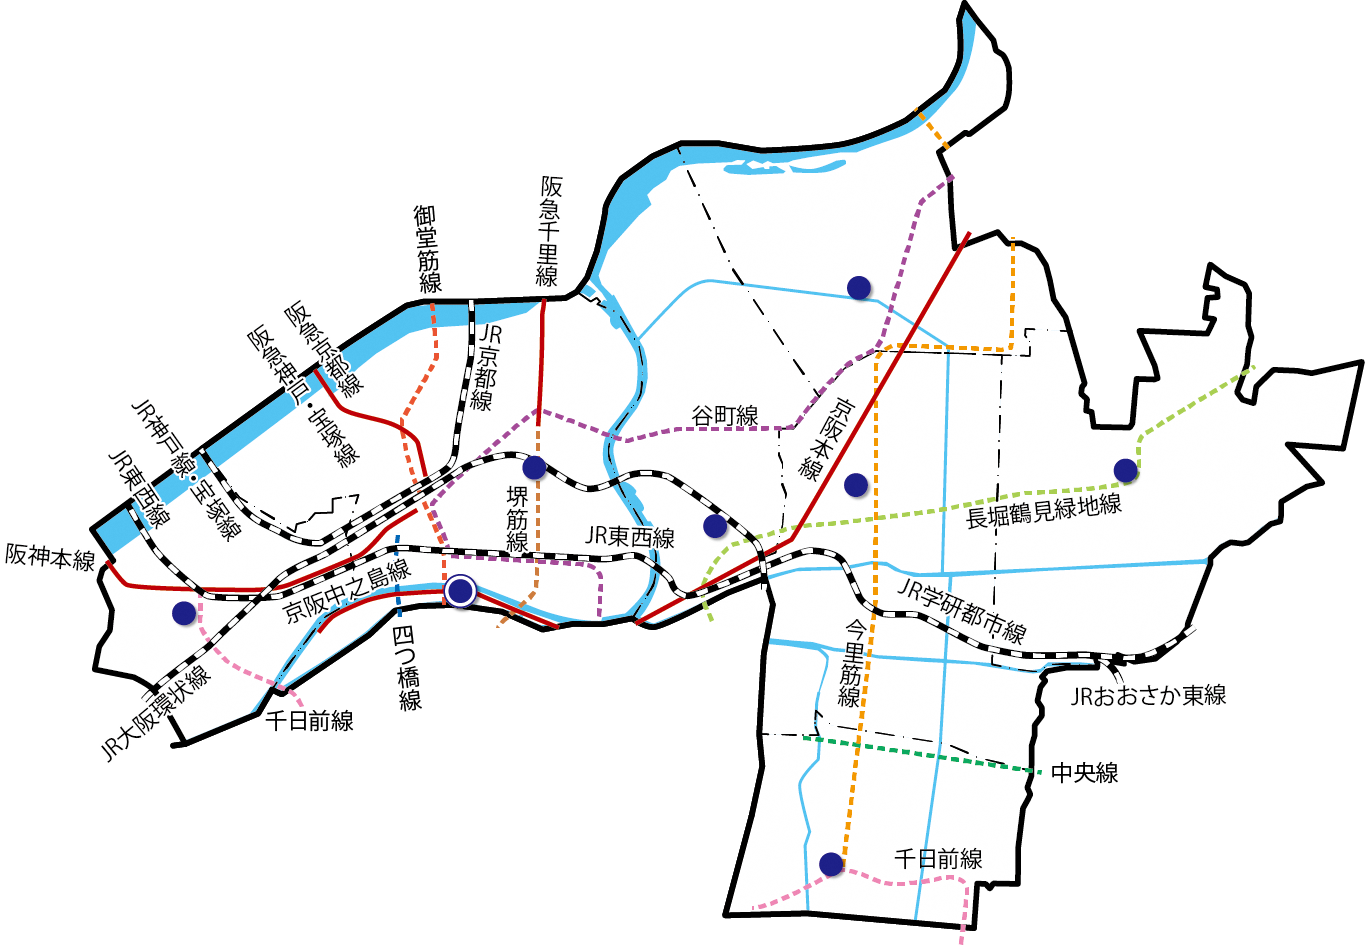 阪急千里線
御堂筋線
阪急京都線
阪急神戸・宝塚線
JR京都線
JR神戸線・宝塚線
JR東西線
谷町線
京阪本線
堺筋線
JR東西線
長堀鶴見緑地線
阪神本線
京阪中之島線
JR学研都市線
四つ橋線
今里筋線
JR大阪環状線
千日前線
JRおおさか東線
中央線
千日前線